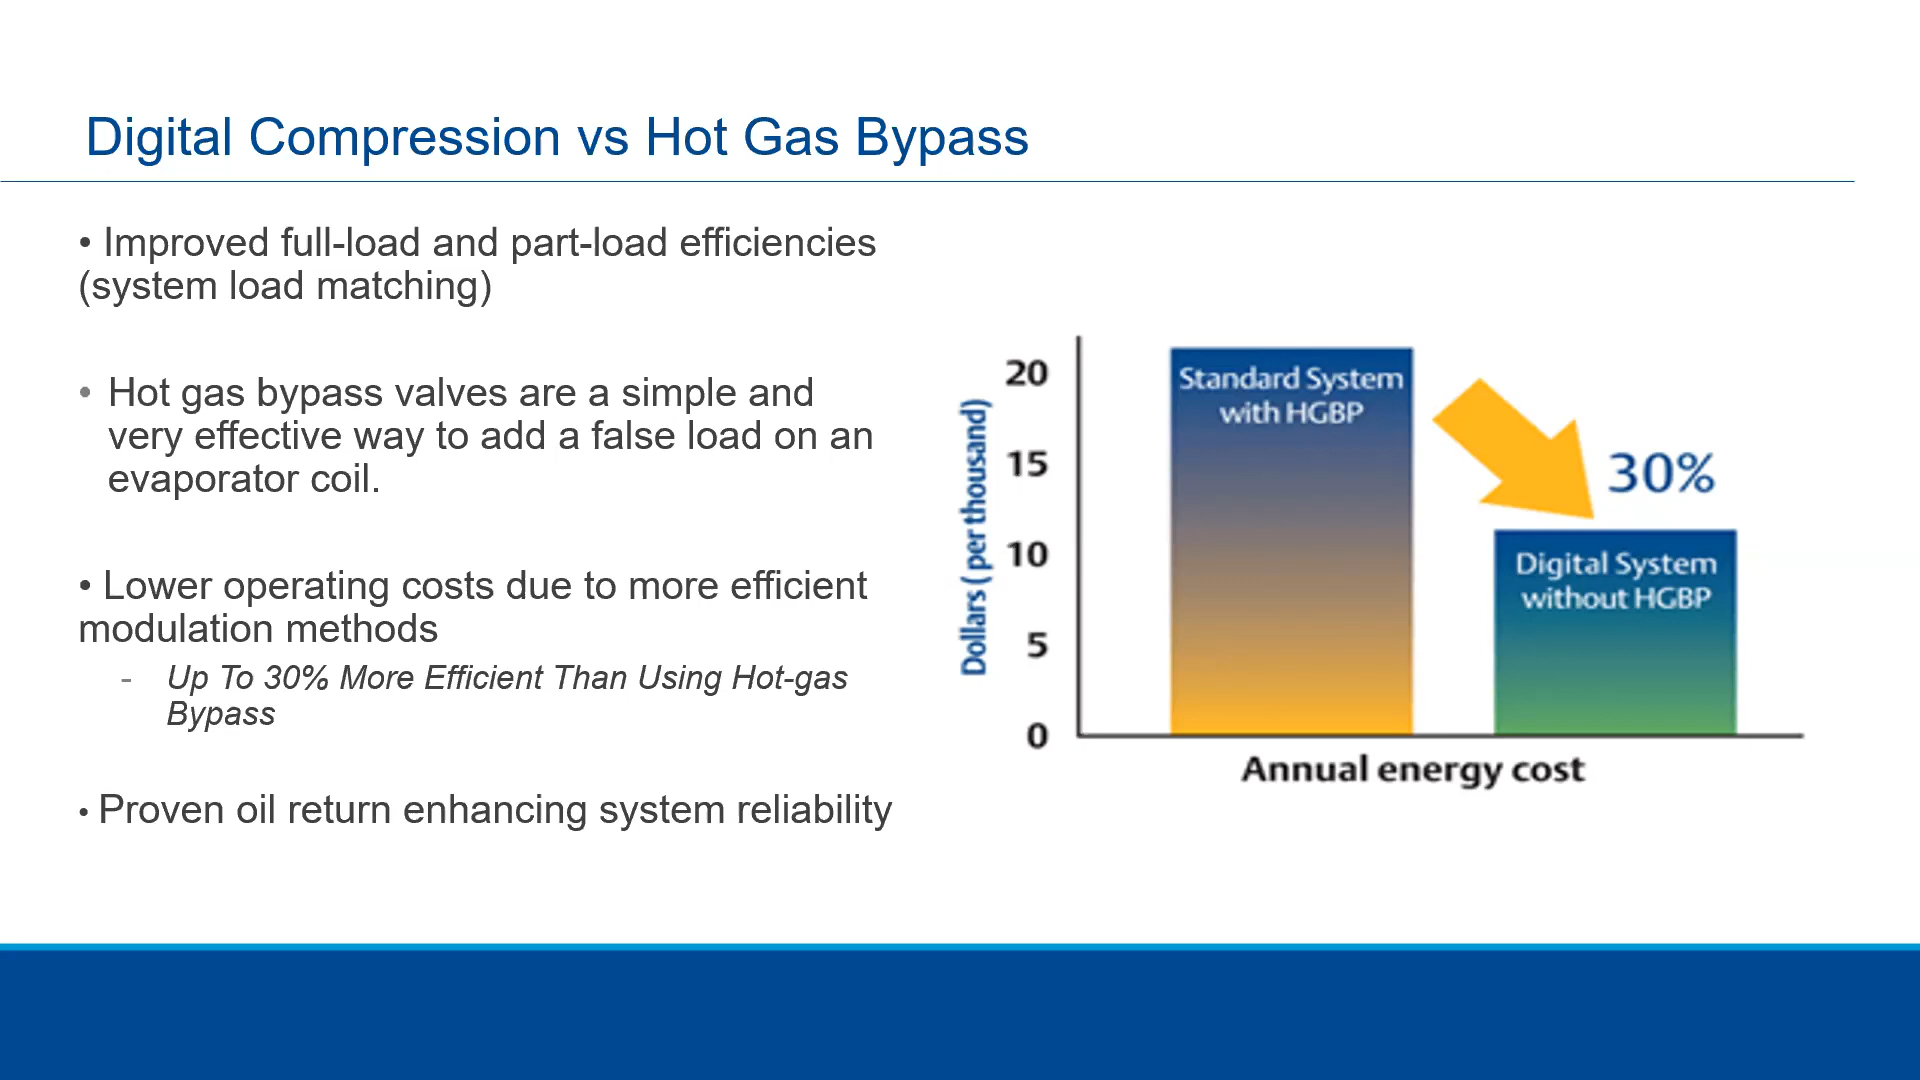 Digital Compression vs Hot Gas Bypass
• Improved full-load and part-load efficiencies
(system load matching)
• Hot gas bypass valves are a simple and
very effective way to add a false load on an
evaporator coil.
• Lower operating costs due to more efficient
modulation methods
- Up To 30% More Efficient Than Using Hot-gas
Bypass
• Proven oil return enhancing system reliability
Dollars ( per thousand)
20
15
10
5
0
Standard System
with HGBP
30%
Digital System
without HGBP
Annual energy cost